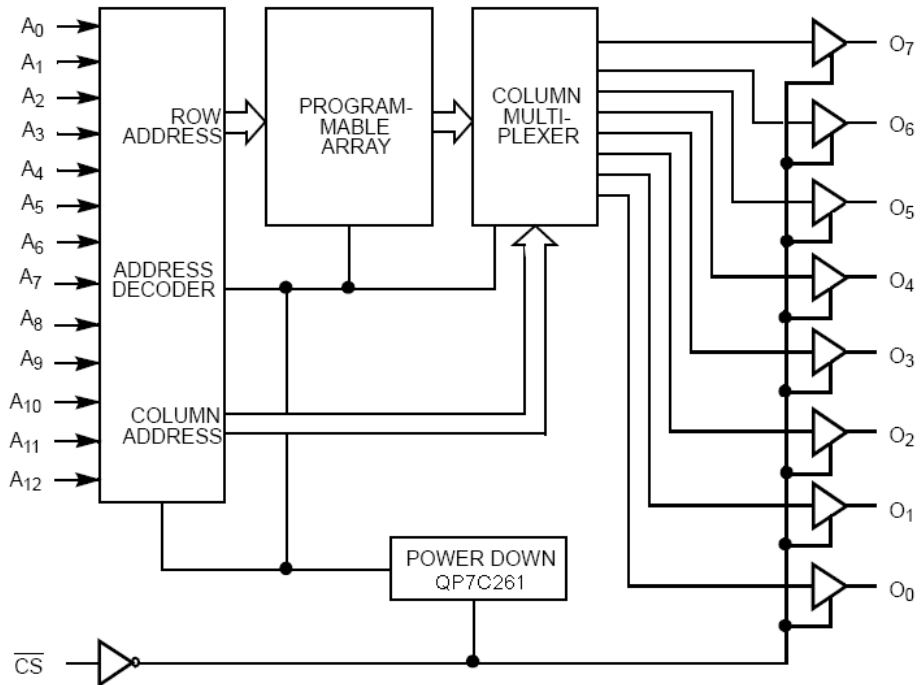 A0
A1
A2
A3
A4
A5
A6
A7
A8
A9
A10
A11
A12
ROW
ADDRESS
ADDRESS
DECODER
COLUMN
ADDRESS
PROGRAM-
MABLE
ARRAY
COLUMN
MULTI-
PLEXER
POWER DOWN
QP7C261
CS
O7
O6
O5
O4
O3
O2
O1
O0